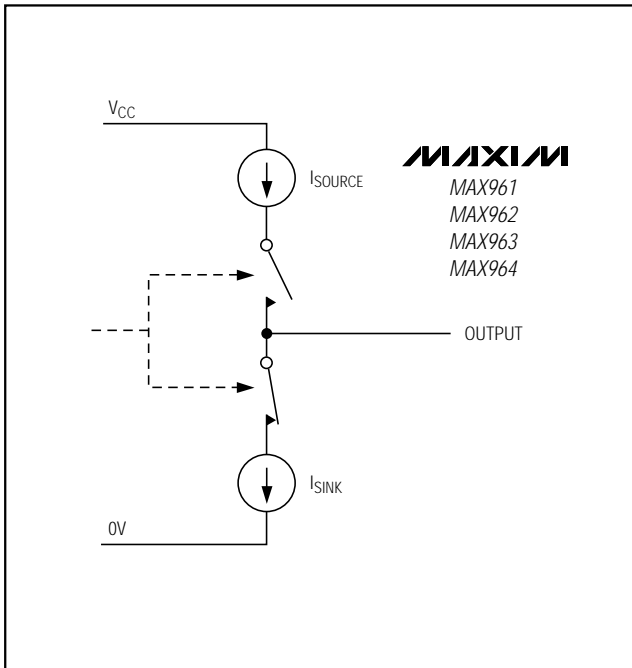 VCC
ISOURCE
MAXIM
MAX961
MAX962
MAX963
MAX964
OUTPUT
ISINK
0V